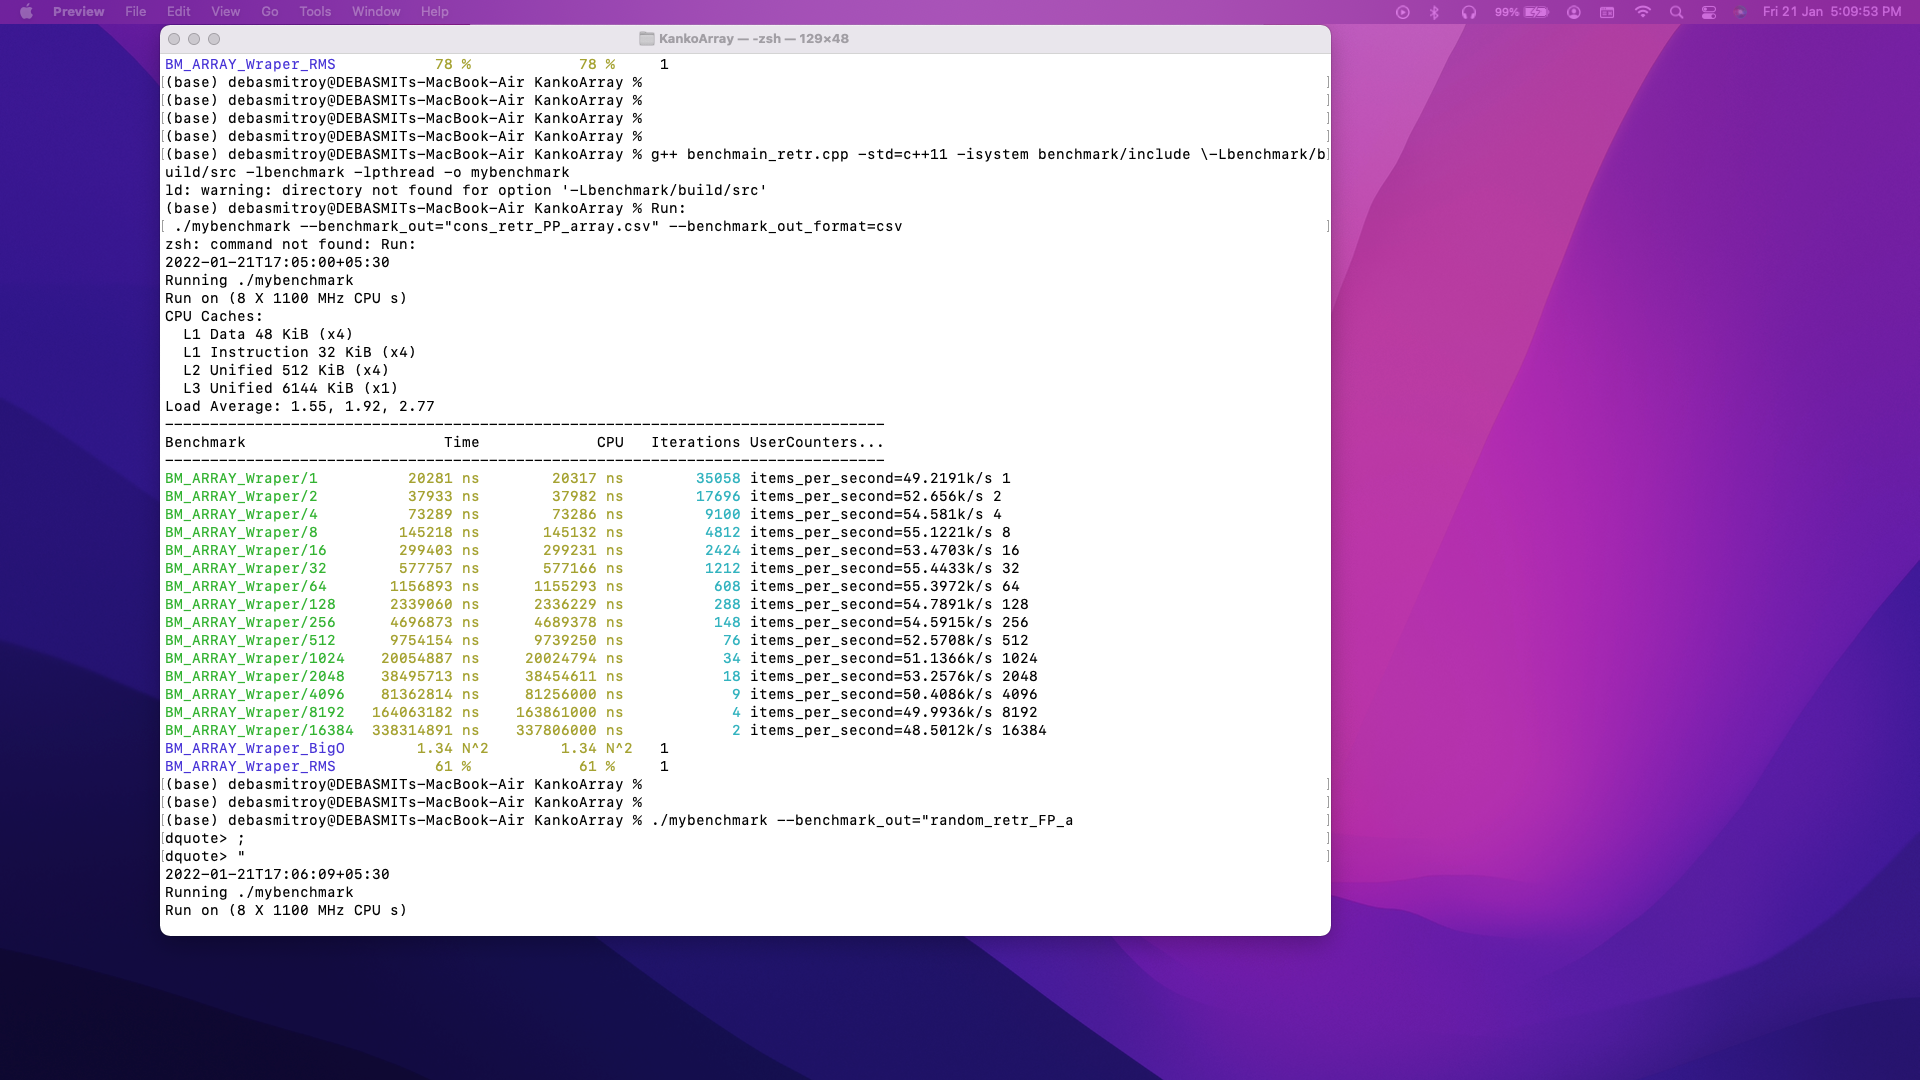 Preview File Edit View Go Tools Window Help 99% Fri 21 Jan 5:09:53 PM
KankoArray — -zsh — 129×48
BM_ARRAY_Wraper_RMS 78 % 78 % 1
[(base) debasmitroy@DEBASMITs-MacBook-Air KankoArray % ]
[(base) debasmitroy@DEBASMITs-MacBook-Air KankoArray % ]
[(base) debasmitroy@DEBASMITs-MacBook-Air KankoArray % ]
[(base) debasmitroy@DEBASMITs-MacBook-Air KankoArray % ]
[(base) debasmitroy@DEBASMITs-MacBook-Air KankoArray % g++ benchmain_retr.cpp -std=c++11 -isystem benchmark/include \-Lbenchmark/b]
uild/src -lbenchmark -lpthread -o mybenchmark
ld: warning: directory not found for option '-Lbenchmark/build/src'
(base) debasmitroy@DEBASMITs-MacBook-Air KankoArray % Run:
[ ./mybenchmark --benchmark_out="cons_retr_PP_array.csv" --benchmark_out_format=csv ]
zsh: command not found: Run:
2022-01-21T17:05:00+05:30
Running ./mybenchmark
Run on (8 X 1100 MHz CPU s)
CPU Caches:
L1 Data 48 KiB (x4)
L1 Instruction 32 KiB (x4)
L2 Unified 512 KiB (x4)
L3 Unified 6144 KiB (x1)
Load Average: 1.55, 1.92, 2.77
--------------------------------------------------------------------------------
Benchmark Time CPU Iterations UserCounters...
--------------------------------------------------------------------------------
BM_ARRAY_Wraper/1 20281 ns 20317 ns 35058 items_per_second=49.2191k/s 1
BM_ARRAY_Wraper/2 37933 ns 37982 ns 17696 items_per_second=52.656k/s 2
BM_ARRAY_Wraper/4 73289 ns 73286 ns 9100 items_per_second=54.581k/s 4
BM_ARRAY_Wraper/8 145218 ns 145132 ns 4812 items_per_second=55.1221k/s 8
BM_ARRAY_Wraper/16 299403 ns 299231 ns 2424 items_per_second=53.4703k/s 16
BM_ARRAY_Wraper/32 577757 ns 577166 ns 1212 items_per_second=55.4433k/s 32
BM_ARRAY_Wraper/64 1156893 ns 1155293 ns 608 items_per_second=55.3972k/s 64
BM_ARRAY_Wraper/128 2339060 ns 2336229 ns 288 items_per_second=54.7891k/s 128
BM_ARRAY_Wraper/256 4696873 ns 4689378 ns 148 items_per_second=54.5915k/s 256
BM_ARRAY_Wraper/512 9754154 ns 9739250 ns 76 items_per_second=52.5708k/s 512
BM_ARRAY_Wraper/1024 20054887 ns 20024794 ns 34 items_per_second=51.1366k/s 1024
BM_ARRAY_Wraper/2048 38495713 ns 38454611 ns 18 items_per_second=53.2576k/s 2048
BM_ARRAY_Wraper/4096 81362814 ns 81256000 ns 9 items_per_second=50.4086k/s 4096
BM_ARRAY_Wraper/8192 164063182 ns 163861000 ns 4 items_per_second=49.9936k/s 8192
BM_ARRAY_Wraper/16384 338314891 ns 337806000 ns 2 items_per_second=48.5012k/s 16384
BM_ARRAY_Wraper_BigO 1.34 N^2 1.34 N^2 1
BM_ARRAY_Wraper_RMS 61 % 61 % 1
[(base) debasmitroy@DEBASMITs-MacBook-Air KankoArray % ]
[(base) debasmitroy@DEBASMITs-MacBook-Air KankoArray % ]
[(base) debasmitroy@DEBASMITs-MacBook-Air KankoArray % ./mybenchmark --benchmark_out="random_retr_FP_a ]
[dquote> ; ]
[dquote> " ]
2022-01-21T17:06:09+05:30
Running ./mybenchmark
Run on (8 X 1100 MHz CPU s)